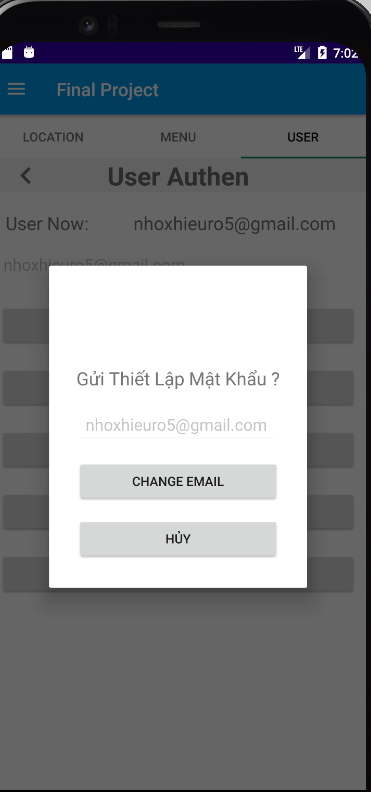 LTE 7:02
Final Project
LOCATION MENU USER
User Authen
User Now: nhoxhieuro5@gmail.com
nhoxhieuro5@gmail.com
Gửi Thiết Lập Mật Khẩu ?
nhoxhieuro5@gmail.com
CHANGE EMAIL
HỦY